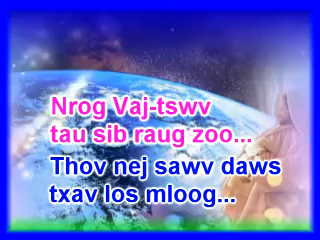 Nrog Vaj-tswv
tau sib raug zoo...
Thov nej sawv daws
txav los mloog...